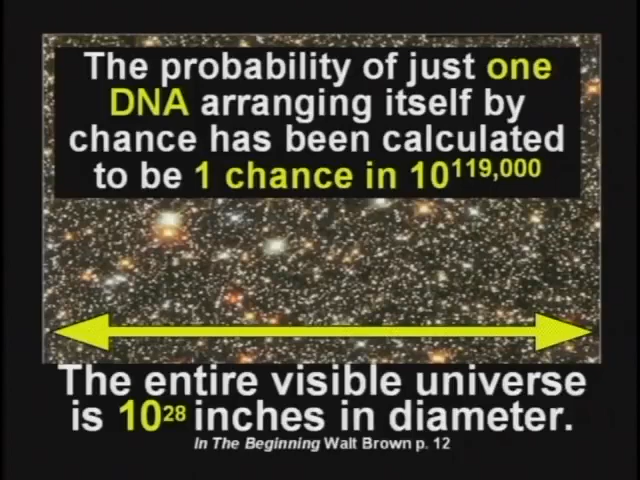 The probability of just one
DNA arranging itself by
chance has been calculated
to be 1 chance in 10¹¹⁹,⁰⁰⁰
The entire visible universe
is 10²⁸ inches in diameter.
In The Beginning Walt Brown p. 12